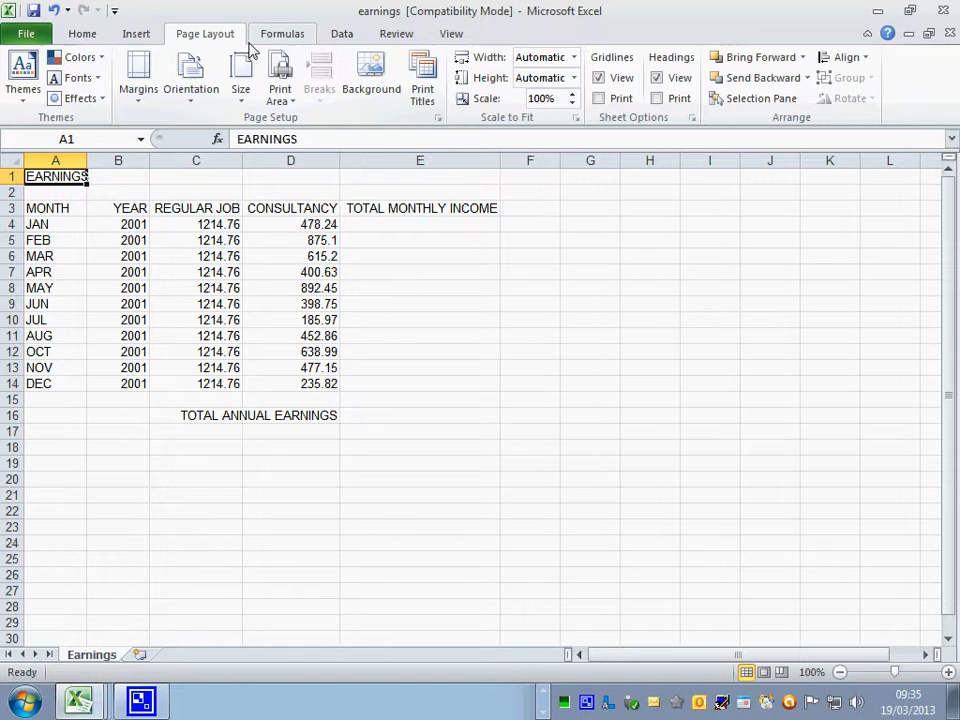 earnings [Compatibility Mode] - Microsoft Excel
File Home Insert Page Layout Formulas Data Review View
Themes Colors Fonts Effects Margins Orientation Size Print Area Breaks Background Print Titles Width: Automatic Height: Automatic Scale: 100% Gridlines View Print Headings View Print Bring Forward Send Backward Selection Pane Align Group Rotate
Themes Page Setup Scale to Fit Sheet Options Arrange
A1 fx EARNINGS
A B C D E F G H I J K L
1 EARNINGS
2
3 MONTH YEAR REGULAR JOB CONSULTANCY TOTAL MONTHLY INCOME
4 JAN 2001 1214.76 478.24
5 FEB 2001 1214.76 875.1
6 MAR 2001 1214.76 615.2
7 APR 2001 1214.76 400.63
8 MAY 2001 1214.76 892.45
9 JUN 2001 1214.76 398.75
10 JUL 2001 1214.76 185.97
11 AUG 2001 1214.76 452.86
12 OCT 2001 1214.76 638.99
13 NOV 2001 1214.76 477.15
14 DEC 2001 1214.76 235.82
15
16 TOTAL ANNUAL EARNINGS
17
18
19
20
21
22
23
24
25
26
27
28
29
30
Earnings
Ready 100%
09:35
19/03/2013